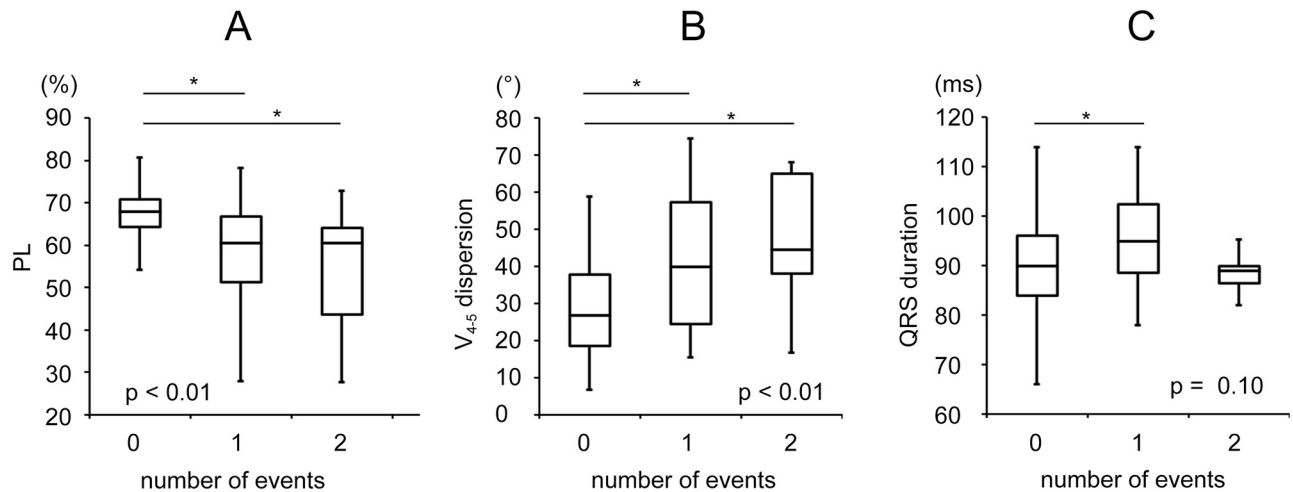 A
(%)
*
*
90
80
70
60
50
40
30
20
PL
p < 0.01
0 1 2
number of events
B
(°)
*
*
80
70
60
50
40
30
20
10
0
V4-5 dispersion
p < 0.01
0 1 2
number of events
C
(ms)
*
120
110
100
90
80
70
60
QRS duration
p = 0.10
0 1 2
number of events